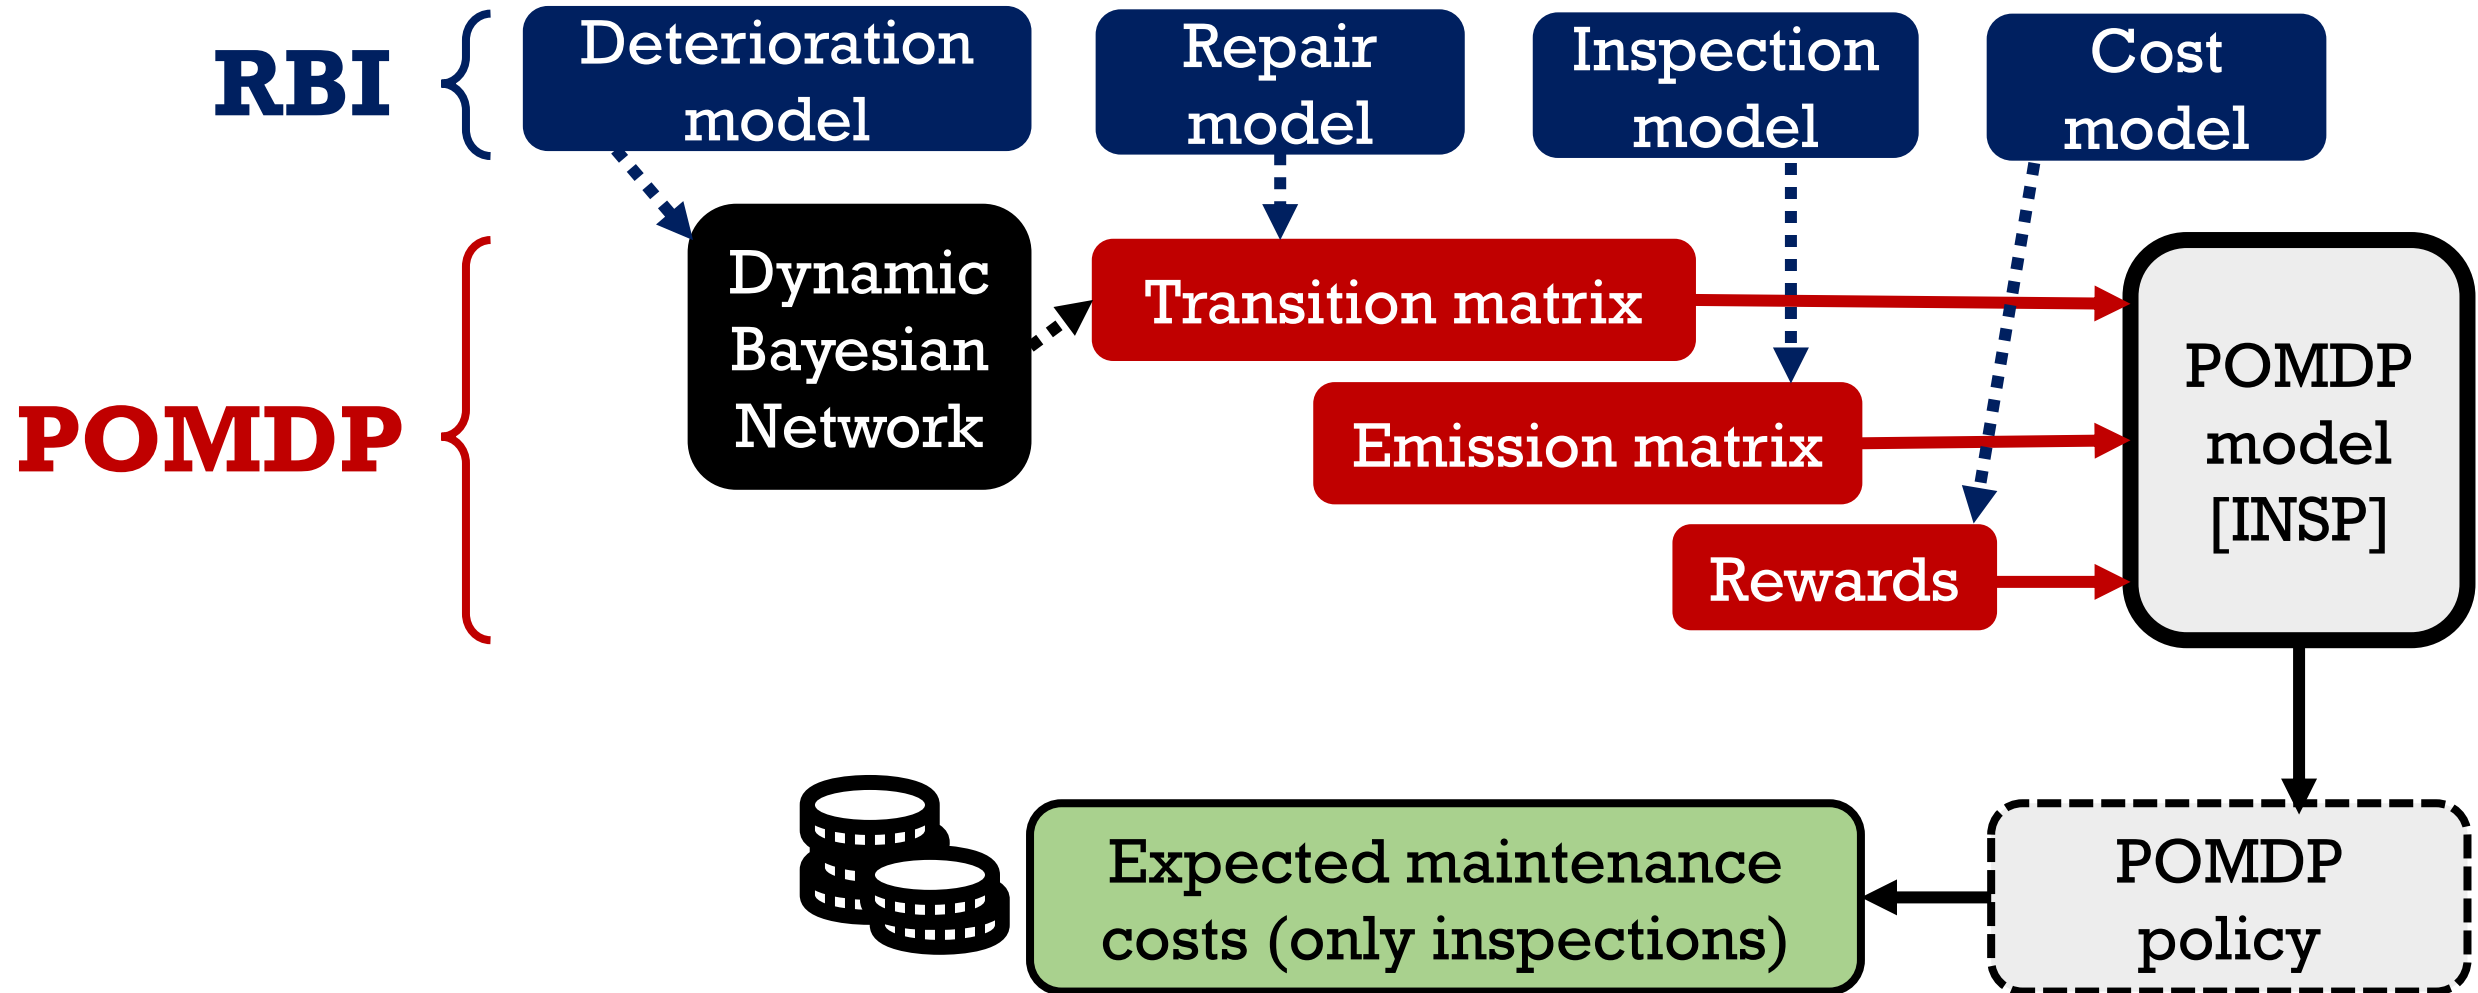 RBI
Deterioration
model
Repair
model
Inspection
model
Cost
model
POMDP
Dynamic
Bayesian
Network
Transition matrix
Emission matrix
Rewards
POMDP
model
[INSP]
Expected maintenance
costs (only inspections)
POMDP
policy